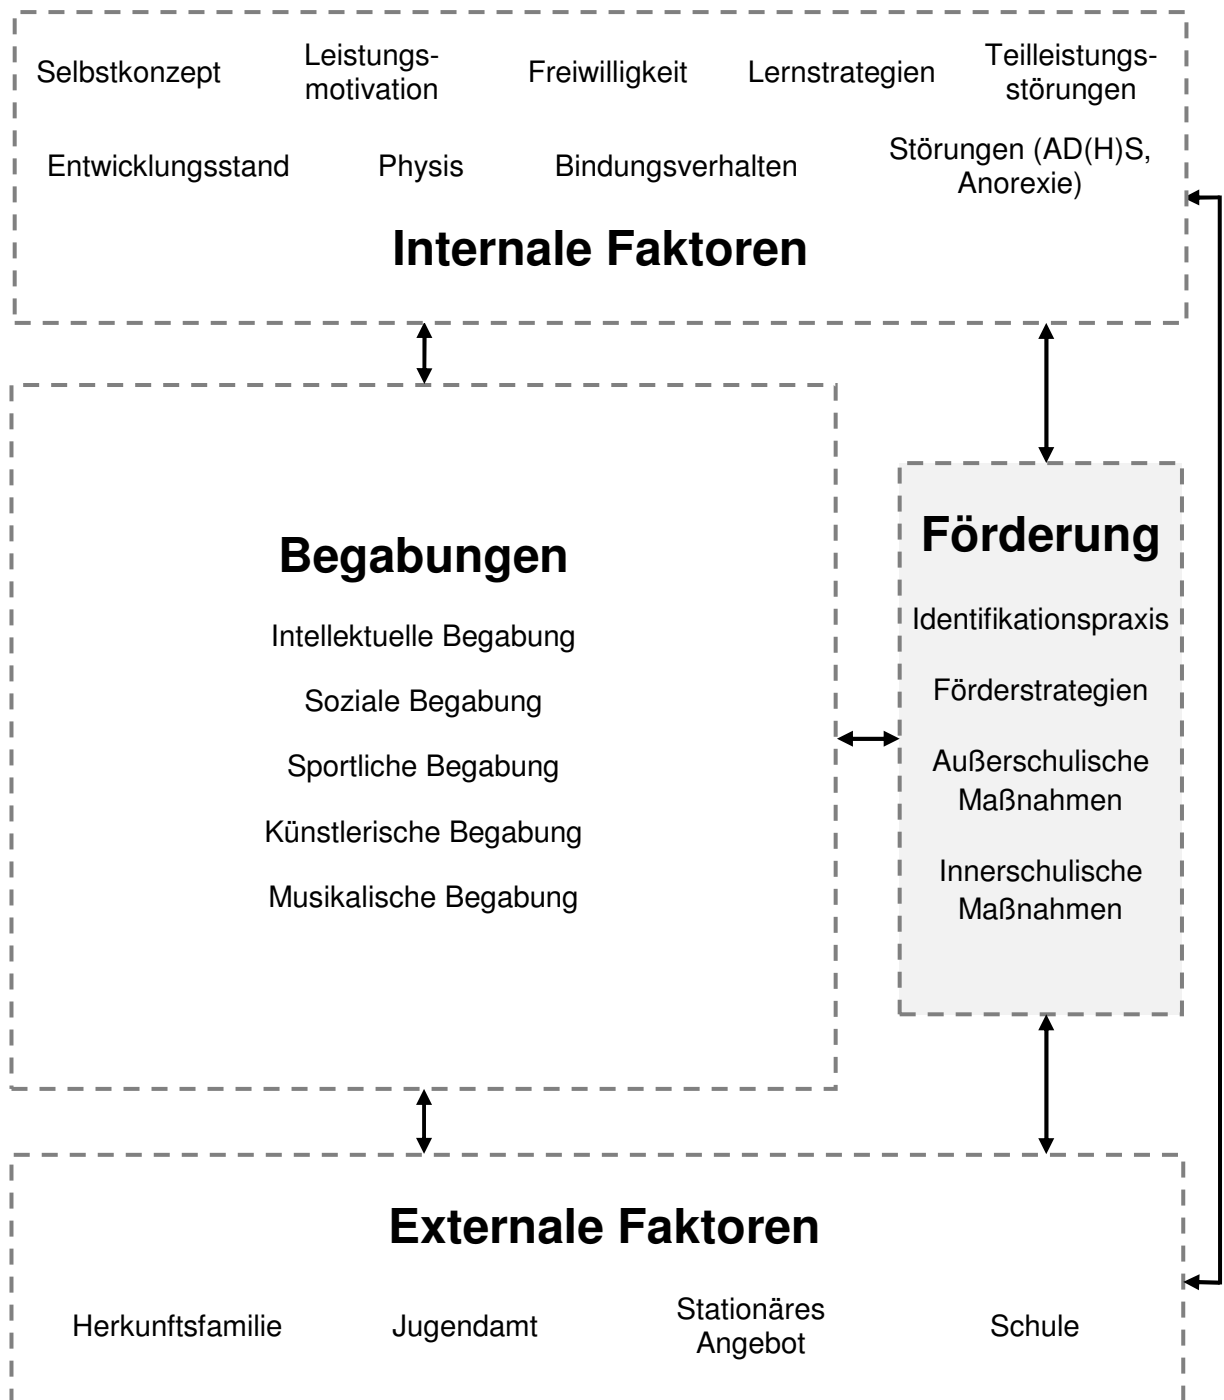 Selbstkonzept
Leistungs-
motivation
Freiwilligkeit
Lernstrategien
Teilleistungs-
störungen
Entwicklungsstand
Physis
Bindungsverhalten
Störungen (AD(H)S,
Anorexie)
Internale Faktoren
Begabungen
Intellektuelle Begabung
Soziale Begabung
Sportliche Begabung
Künstlerische Begabung
Musikalische Begabung
Förderung
Identifikationspraxis
Förderstrategien
Außerschulische
Maßnahmen
Innerschulische
Maßnahmen
Externale Faktoren
Herkunftsfamilie
Jugendamt
Stationäres
Angebot
Schule